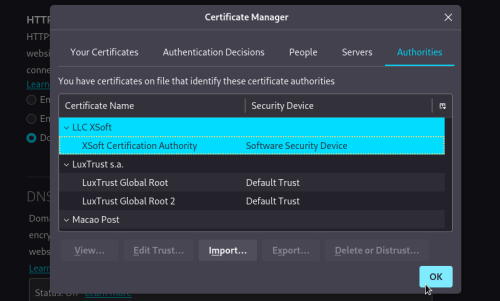 Certificate Manager
HTTP
HTTPS
websi
conne
Learn
En
En
Do
Your Certificates
Authentication Decisions
People
Servers
Authorities
You have certificates on file that identify these certificate authorities
Certificate Name
Security Device
LLC XSoft
XSoft Certification Authority
Software Security Device
LuxTrust s.a.
LuxTrust Global Root
Default Trust
LuxTrust Global Root 2
Default Trust
Macao Post
View...
Edit Trust...
Import...
Export...
Delete or Distrust...
OK
DNS
Doma
encry
webs
Learn
Status: Off
Learn more